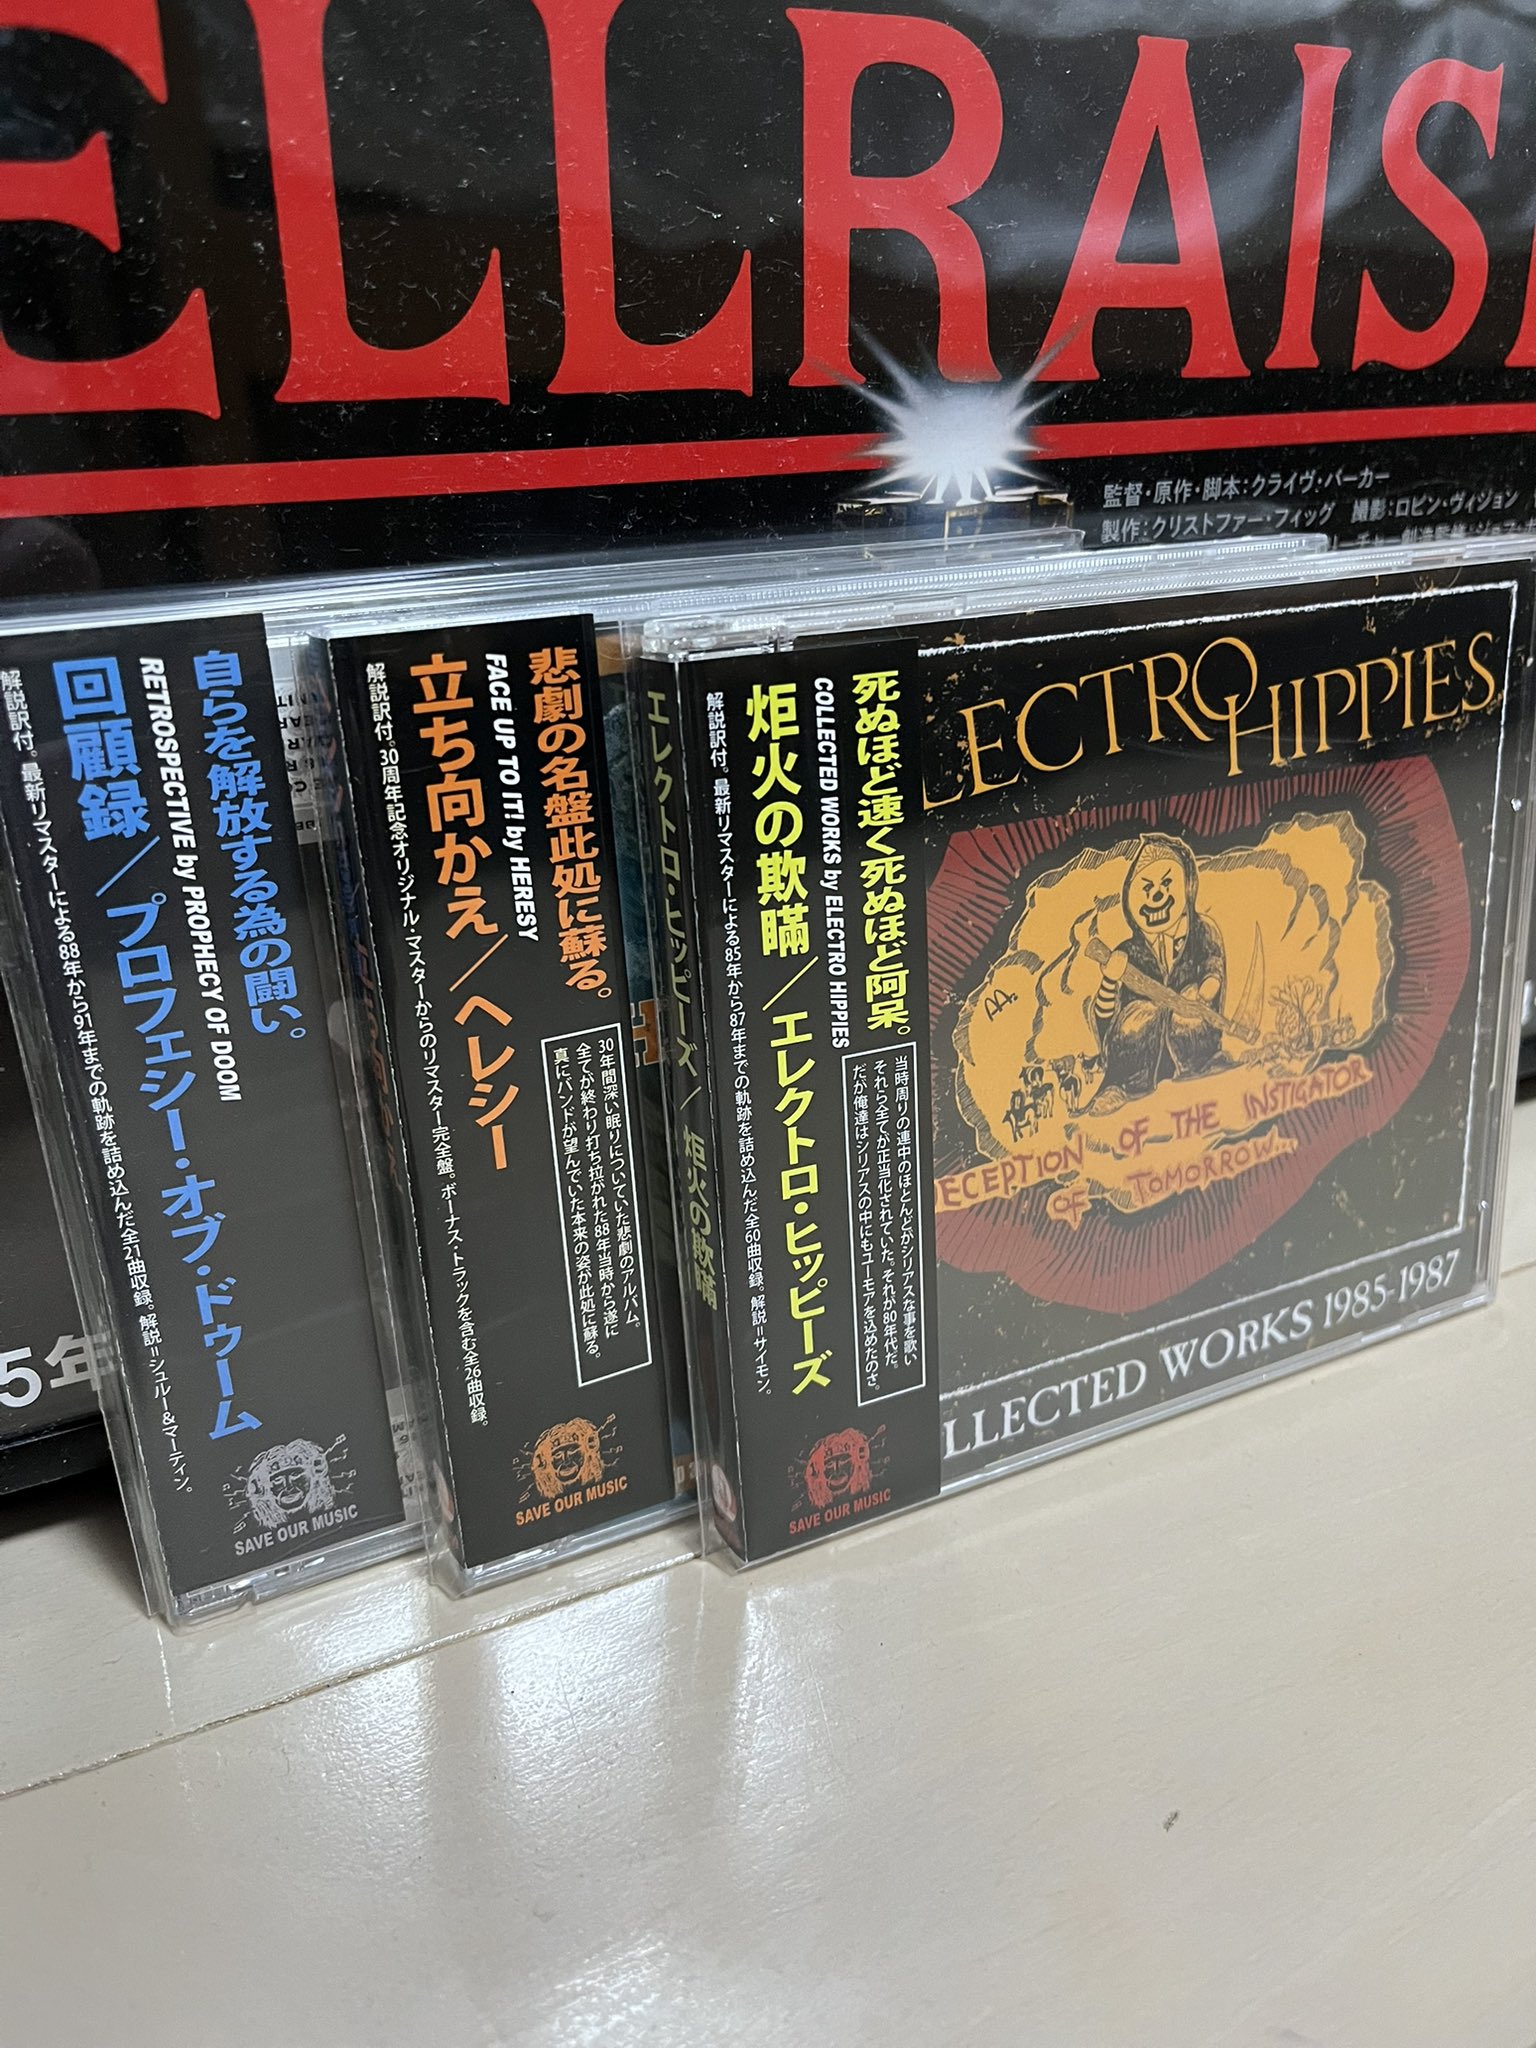 ELLRAIS
監督・原作・脚本：クライヴ・バーカー
製作：クリストファー・フィッグ 撮影：ロビン・ヴィジョン
5年
自らを解放する為の闘い。
RETROSPECTIVE by PROPHECY OF DOOM
回顧録／プロフェシー・オブ・ドゥーム
解説訳付。最新リマスターによる88年から91年までの軌跡を詰め込んだ全21曲収録。解説＝シュルー&マーティン。
SAVE OUR MUSIC
悲劇の名盤此処に蘇る。
FACE UP TO IT! by HERESY
立ち向かえ／ヘレシー
解説訳付。30周年記念オリジナル・マスターからのリマスター完全盤。ボーナス・トラックを含む全26曲収録。
30年間深い眠りについていた悲劇のアルバム。
全てが終わり打ち拉がれた88年当時から遂に
真にバンドが望んでいた本来の姿が此処に蘇る。
SAVE OUR MUSIC
エレクトロ・ヒッピーズ／炬火の欺瞞
死ぬほど速く死ぬほど阿呆。
COLLECTED WORKS by ELECTRO HIPPIES
炬火の欺瞞／エレクトロ・ヒッピーズ
解説訳付。最新リマスターによる85年から87年までの軌跡を詰め込んだ全60曲収録。解説＝サイモン。
当時周りの連中のほとんどがシリアスな事を歌い
それら全てが正当化されていた。それが80年代だ。
だが俺達はシリアスの中にもユーモアを込めたのさ。
SAVE OUR MUSIC
LECTRO HIPPIES
DECEPTION OF THE INSTIGATOR
OF TOMORROW...
LLECTED WORKS 1985-1987